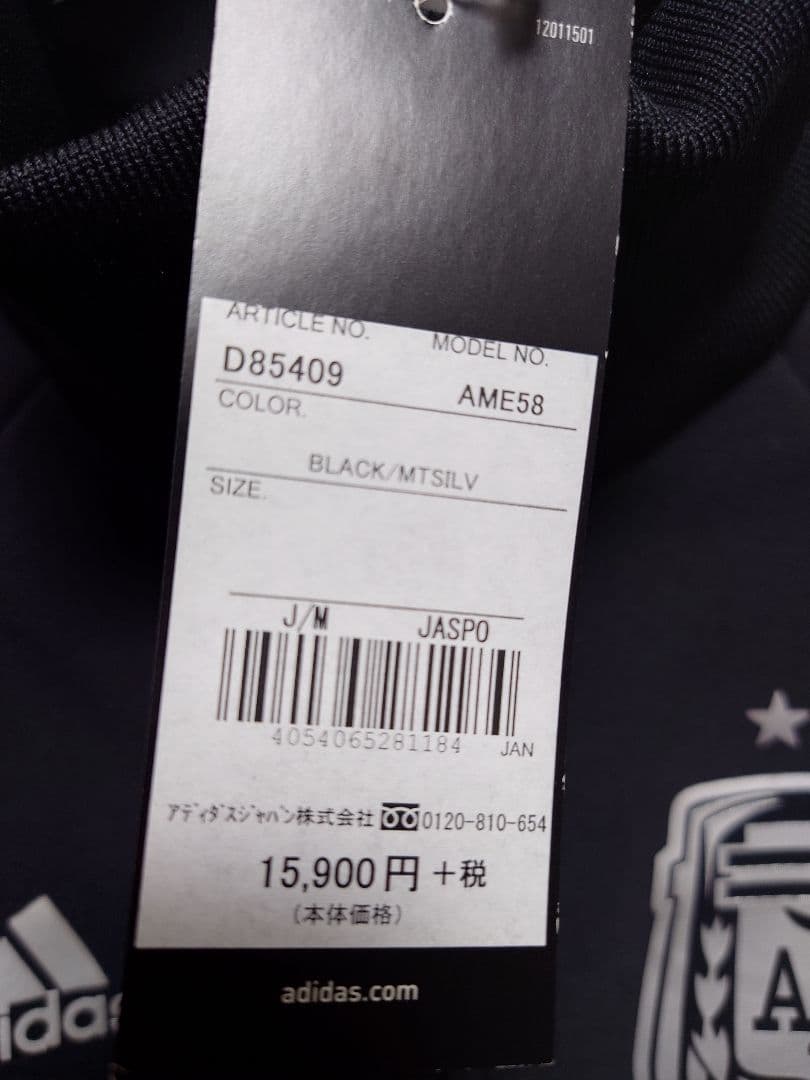 12011501
ARTICLE NO.
MODEL NO.
D85409
AME58
COLOR.
BLACK/MTSILV
SIZE.
J/M JASPO
4054065281184 JAN
アディダスジャパン株式会社 0120-810-654
15,900円+税
(本体価格)
adidas.com
adidas
A